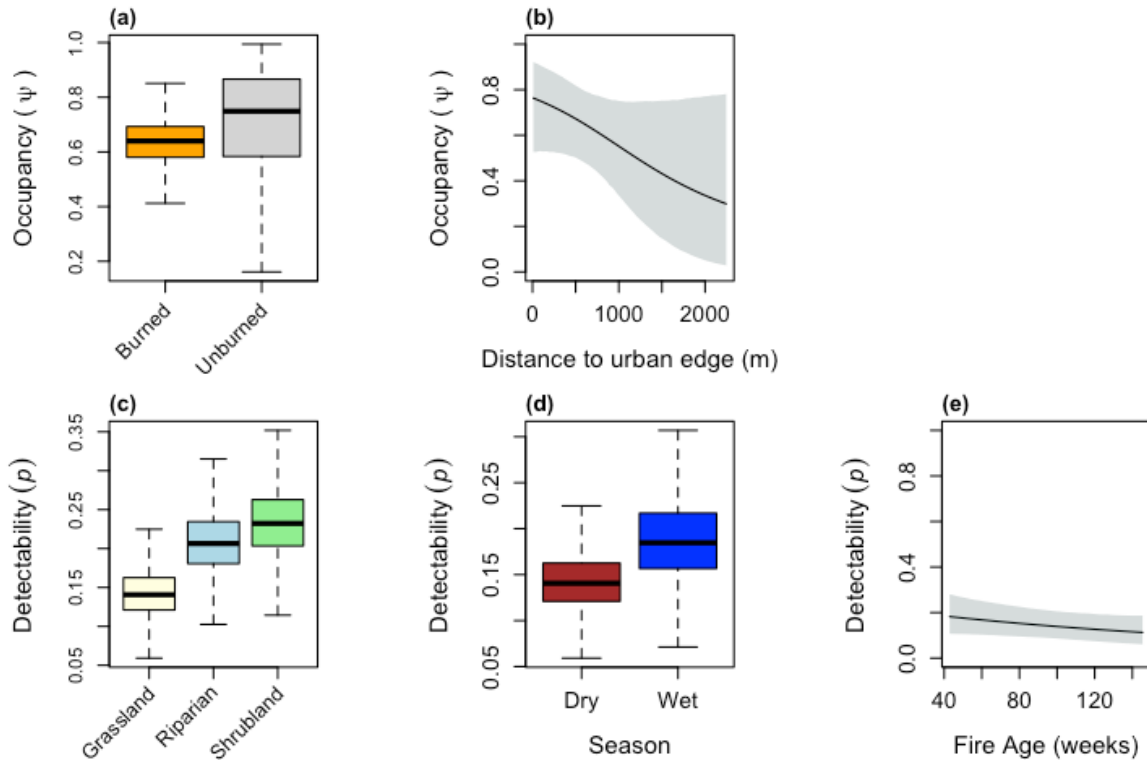 (a)
Occupancy ( ψ )
1.0
0.8
0.6
0.4
0.2
Burned
Unburned
(b)
Occupancy ( ψ )
0.8
0.4
0.0
0
1000
2000
Distance to urban edge (m)
(c)
Detectability (p)
0.35
0.25
0.15
0.05
Grassland
Riparian
Shrubland
(d)
Detectability (p)
0.25
0.15
0.05
Dry
Wet
Season
(e)
Detectability (p)
0.8
0.4
0.0
40
80
120
Fire Age (weeks)